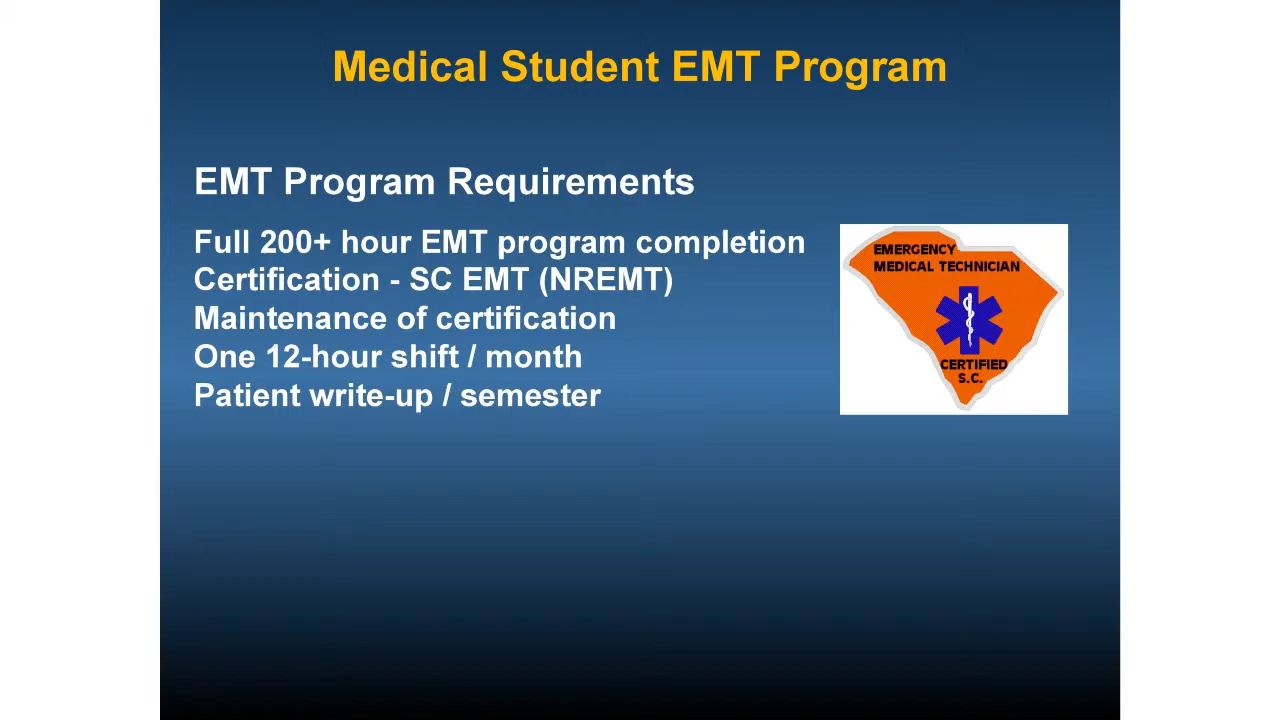 Medical Student EMT Program
EMT Program Requirements
Full 200+ hour EMT program completion
Certification - SC EMT (NREMT)
Maintenance of certification
One 12-hour shift / month
Patient write-up / semester
EMERGENCY
MEDICAL TECHNICIAN
CERTIFIED
S.C.